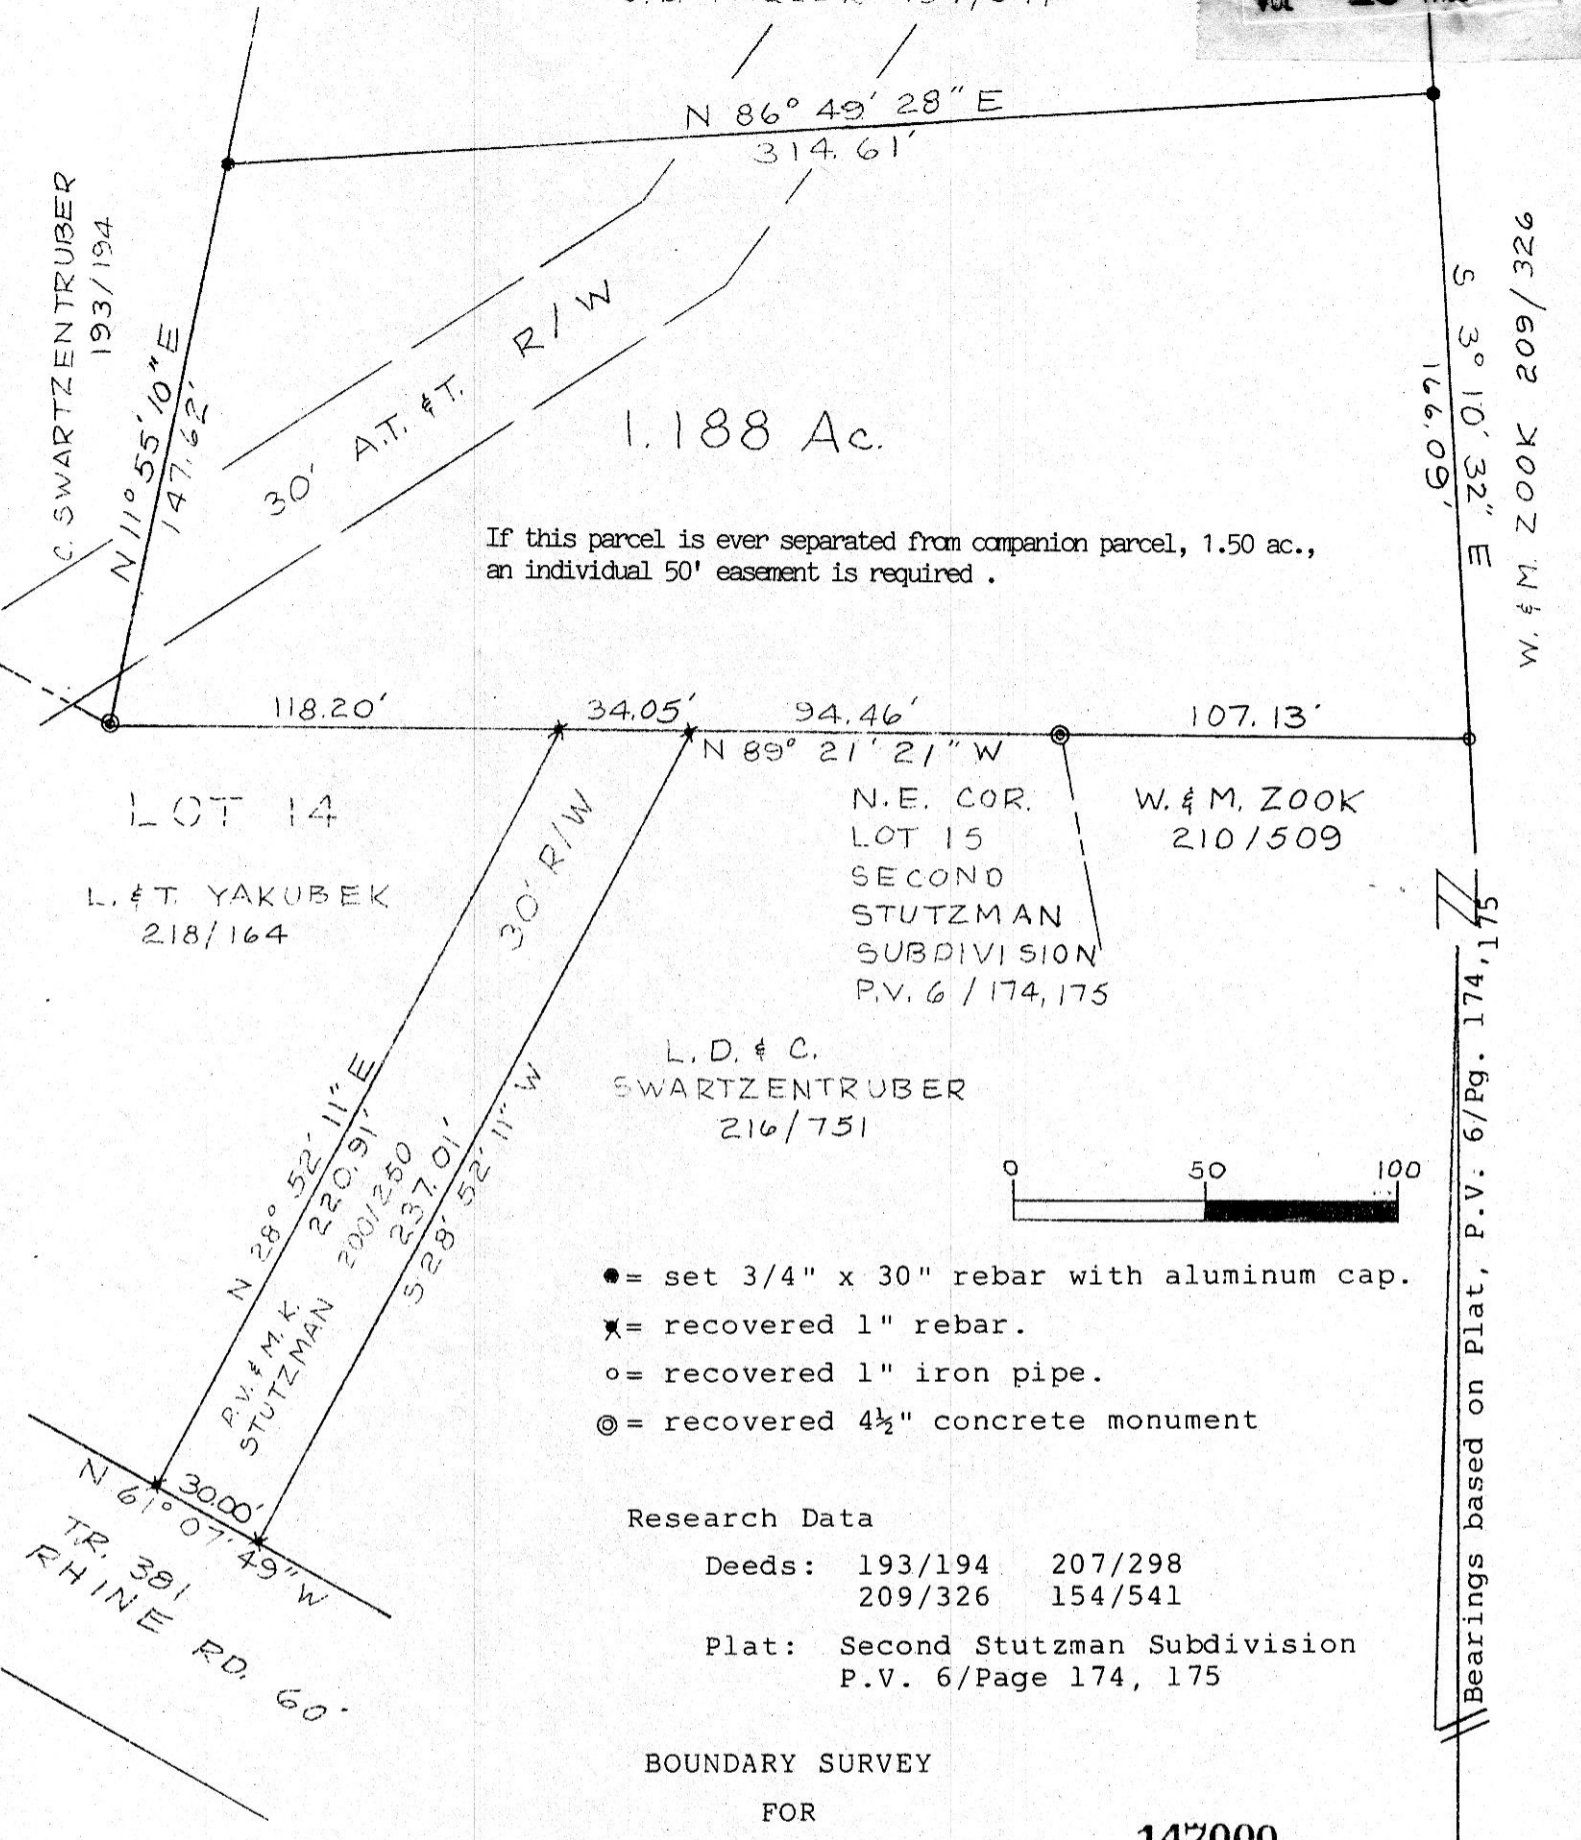 N 86° 49' 28" E
314.61'
C. SWARTZENTRUBER
193/194
N 11° 55' 10" E
147.62'
30' A.T. & T. R/W
1.188 Ac.
S 3° 10' 32" E
166.09'
W. & M. ZOOK 209/326
If this parcel is ever separated from companion parcel, 1.50 ac.,
an individual 50' easement is required .
118.20'
34.05'
94.46'
107.13'
N 89° 21' 21" W
LOT 14
L. & T. YAKUBEK
218/164
30' R/W
N.E. COR.
LOT 15
SECOND
STUTZMAN
SUBDIVISION
P.V. 6 / 174, 175
W. & M. ZOOK
210/509
L. D. & C.
SWARTZENTRUBER
216/751
N 28° 52' 11" E
220.91'
200/250
237.01'
S 28° 52' 11" W
P.V. & M. K.
STUTZMAN
0 50 100
= set 3/4" x 30" rebar with aluminum cap.
= recovered 1" rebar.
= recovered 1" iron pipe.
= recovered 4½" concrete monument
30.00'
N 61° 07' 49" W
T.R. 381
RHINE RD. 60'
Research Data
Deeds: 193/194 207/298
209/326 154/541
Plat: Second Stutzman Subdivision
P.V. 6/Page 174, 175
Bearings based on Plat, P.V. 6/Pg. 174, 175
BOUNDARY SURVEY
FOR